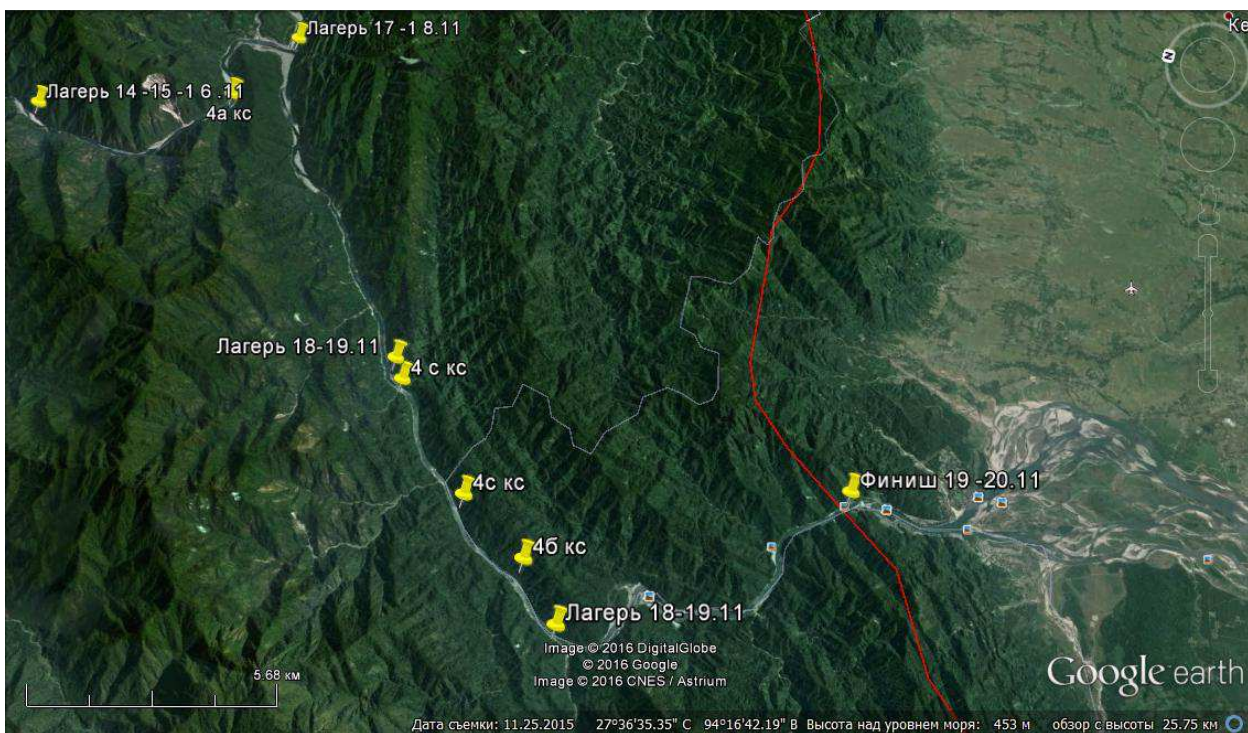 Ке
Лагерь 17 -1 8.11
N
Лагерь 14 -15 -1 6 .11
4а кс
Лагерь 18-19.11
4 с кс
4с кс
Финиш 19 -20.11
4б кс
Лагерь 18-19.11
Image © 2016 DigitalGlobe
© 2016 Google
Image © 2016 CNES / Astrium
5.68 км
Google earth
Дата съемки: 11.25.2015 27°36'35.35" С 94°16'42.19" В Высота над уровнем моря: 453 м обзор с высоты 25.75 км